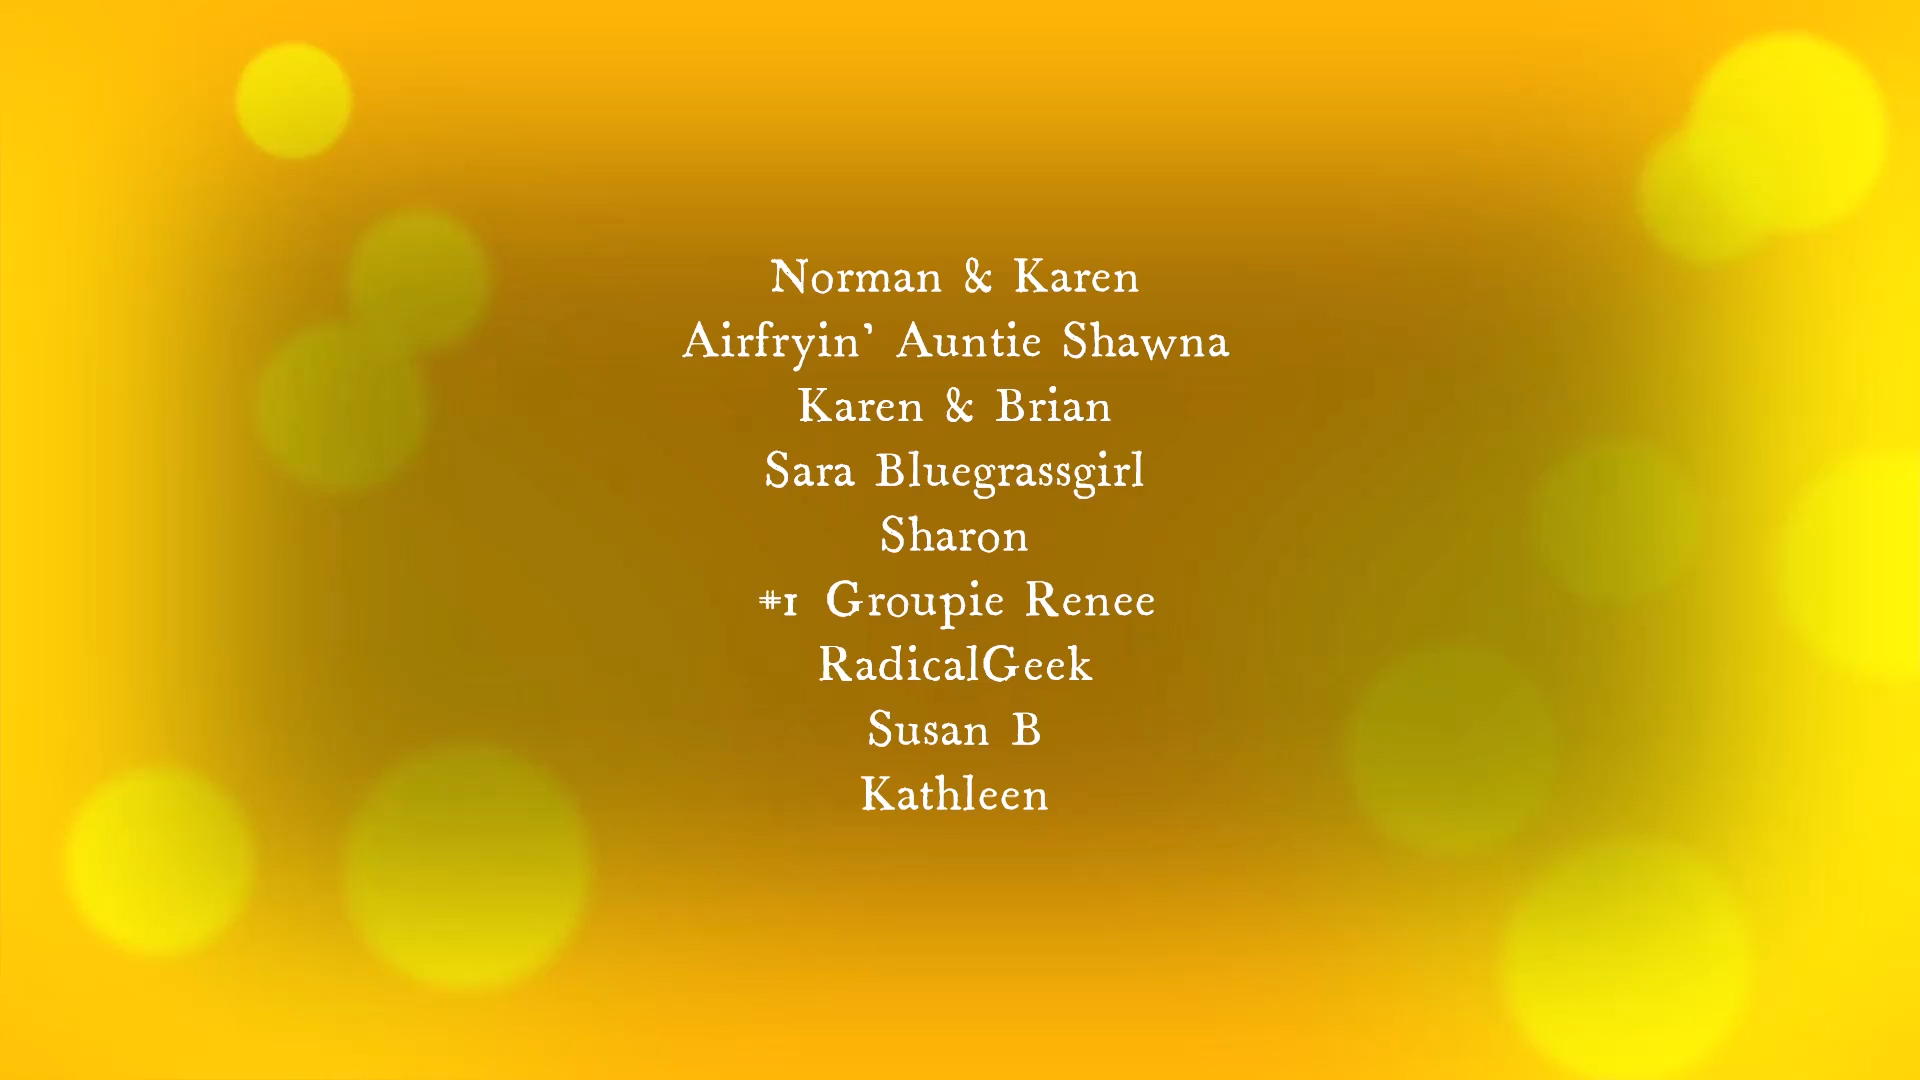 Norman & Karen
Airfryin' Auntie Shawna
Karen & Brian
Sara Bluegrassgirl
Sharon
#1 Groupie Renee
RadicalGeek
Susan B
Kathleen